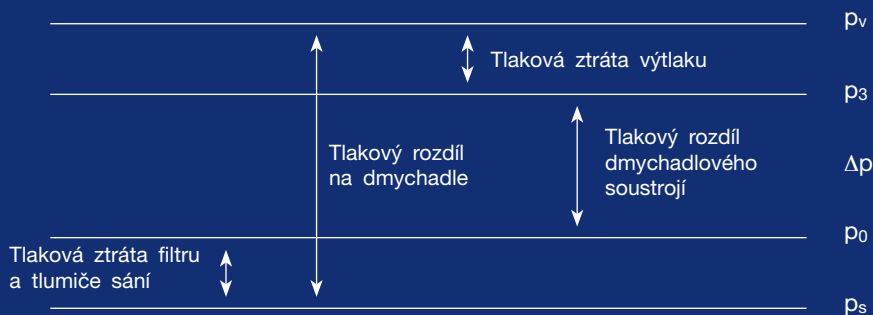 pv
Tlaková ztráta výtlaku
p3
Tlakový rozdíl
na dmychadle
Tlakový rozdíl
dmychadlového
soustrojí
Δp
p0
Tlaková ztráta filtru
a tlumiče sání
ps